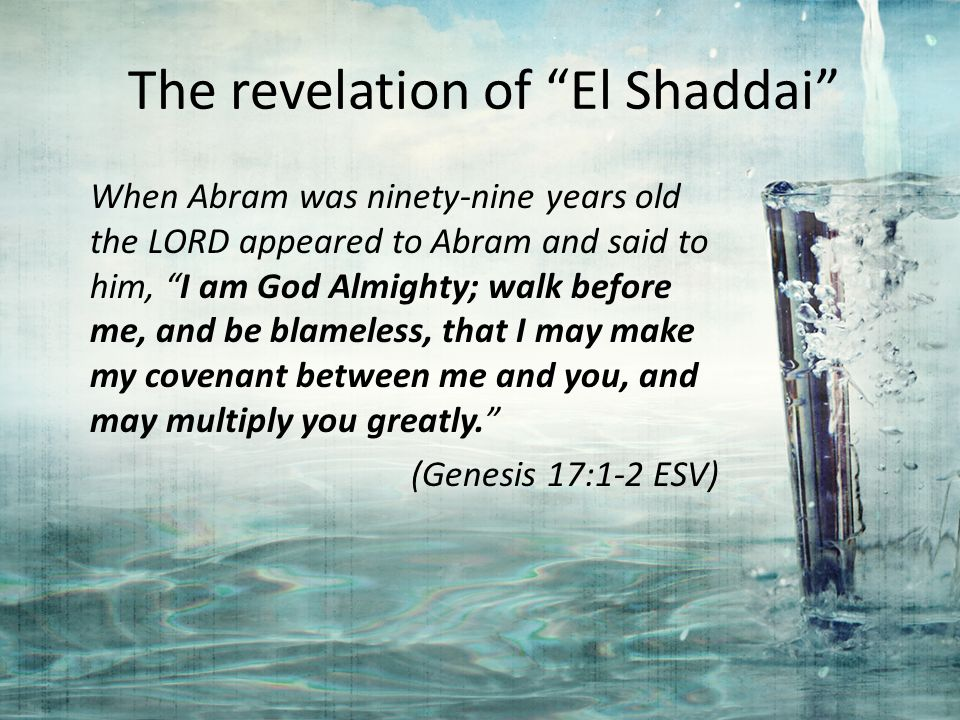 The revelation of “El Shaddai”
When Abram was ninety-nine years old
the LORD appeared to Abram and said to
him, “I am God Almighty; walk before
me, and be blameless, that I may make
my covenant between me and you, and
may multiply you greatly.”
(Genesis 17:1-2 ESV)